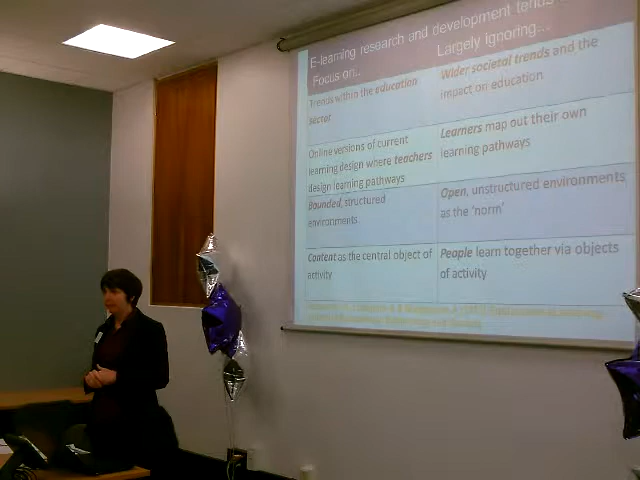 E-learning research and development tends
Focus on..
Largely ignoring...
Trends within the education
sector
Wider societal trends and the
impact on education
Online versions of current
learning design where teachers
design learning pathways
Learners map out their own
learning pathways
Bounded, structured
environments
Open, unstructured environments
as the 'norm'
Content as the central object of
activity
People learn together via objects
of activity